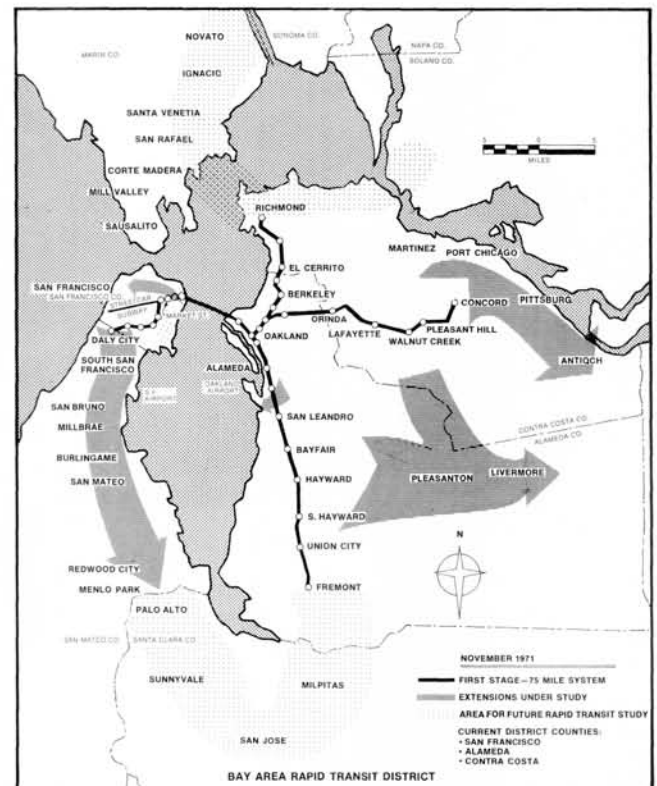 NOVATO
SONOMA CO.
NAPA CO.
SOLANO CO.
MARIN CO.
IGNACIC
SANTA VENETIA
SAN RAFAEL
5 0 5
MILES
CORTE MADERA
MILL VALLEY
SAUSALITO
RICHMOND
MARTINEZ
PORT CHICAGO
EL CERRITO
BERKELEY
SAN FRANCISCO
SAN FRANCISCO CO.
STREETCAR
SUBWAY
MARKET ST.
CONCORD
PITTSBURG
ORINDA
OAKLAND
LAFAYETTE
PLEASANT HILL
WALNUT CREEK
ANTIOCH
DALY CITY
SOUTH SAN
FRANCISCO
ALAMEDA
S.F.
AIRPORT
OAKLAND
AIRPORT
SAN BRUNO
SAN LEANDRO
MILLBRAE
CONTRA COSTA CO.
ALAMEDA CO.
BAYFAIR
BURLINGAME
SAN MATEO
HAYWARD
PLEASANTON
LIVERMORE
S. HAYWARD
N
UNION CITY
REDWOOD CITY
MENLO PARK
FREMONT
PALO ALTO
SAN MATEO CO.
SANTA CLARA CO.
SUNNYVALE
MILPITAS
SAN JOSE
NOVEMBER 1971
FIRST STAGE—75 MILE SYSTEM
EXTENSIONS UNDER STUDY
AREA FOR FUTURE RAPID TRANSIT STUDY
CURRENT DISTRICT COUNTIES:
• SAN FRANCISCO
• ALAMEDA
• CONTRA COSTA
BAY AREA RAPID TRANSIT DISTRICT